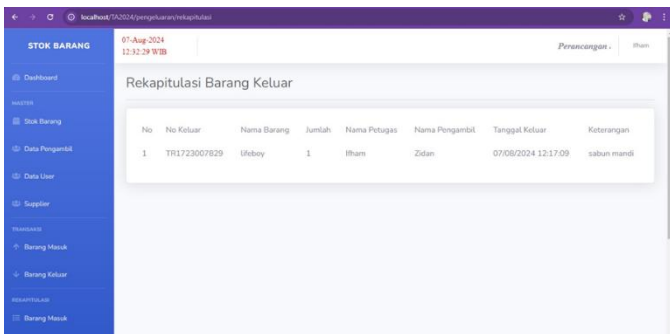 localhost/TA2024/pengeluaran/rekapitulasi
STOK BARANG
07-Aug-2024
12:32:29 WIB
Perancangan .
Ifham
Dashboard
MASTER
Stok Barang
Data Pengambil
Data User
Supplier
TRANSAKSI
Barang Masuk
Barang Keluar
REKAPITULASI
Barang Masuk
Rekapitulasi Barang Keluar
No No Keluar Nama Barang Jumlah Nama Petugas Nama Pengambil Tanggal Keluar Keterangan
1 TR1723007829 lifeboy 1 Ifham Zidan 07/08/2024 12:17:09 sabun mandi